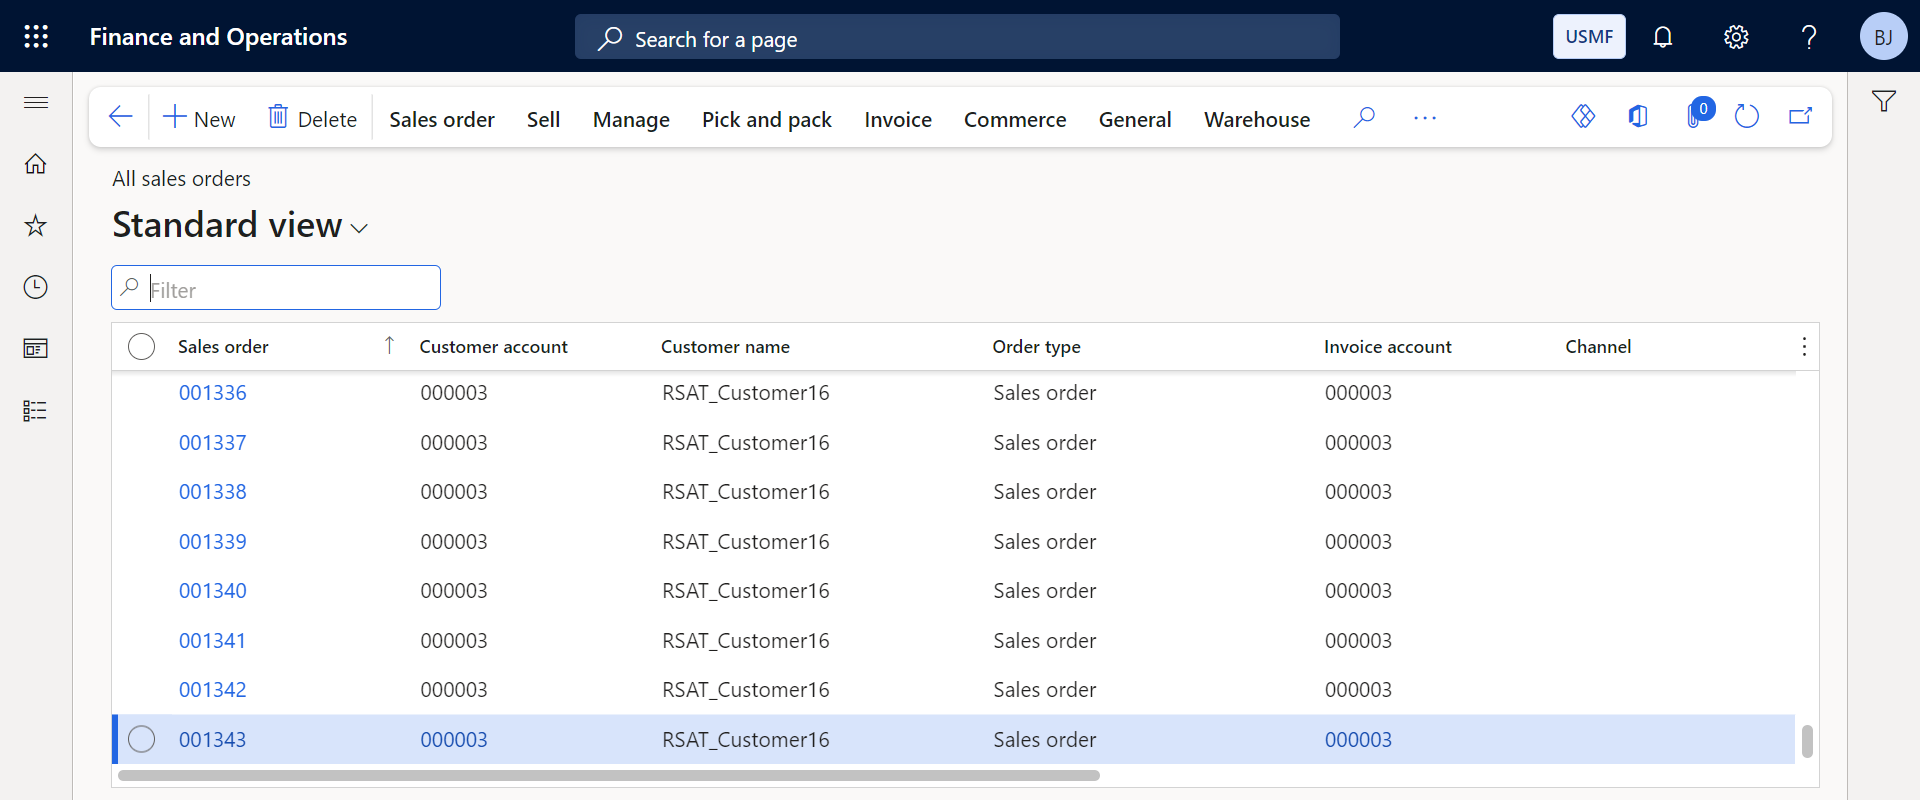 Finance and Operations
Search for a page
USMF
BJ
New
Delete
Sales order
Sell
Manage
Pick and pack
Invoice
Commerce
General
Warehouse
0
All sales orders
Standard view
Filter
Sales order Customer account Customer name Order type Invoice account Channel
001336 000003 RSAT_Customer16 Sales order 000003
001337 000003 RSAT_Customer16 Sales order 000003
001338 000003 RSAT_Customer16 Sales order 000003
001339 000003 RSAT_Customer16 Sales order 000003
001340 000003 RSAT_Customer16 Sales order 000003
001341 000003 RSAT_Customer16 Sales order 000003
001342 000003 RSAT_Customer16 Sales order 000003
001343 000003 RSAT_Customer16 Sales order 000003